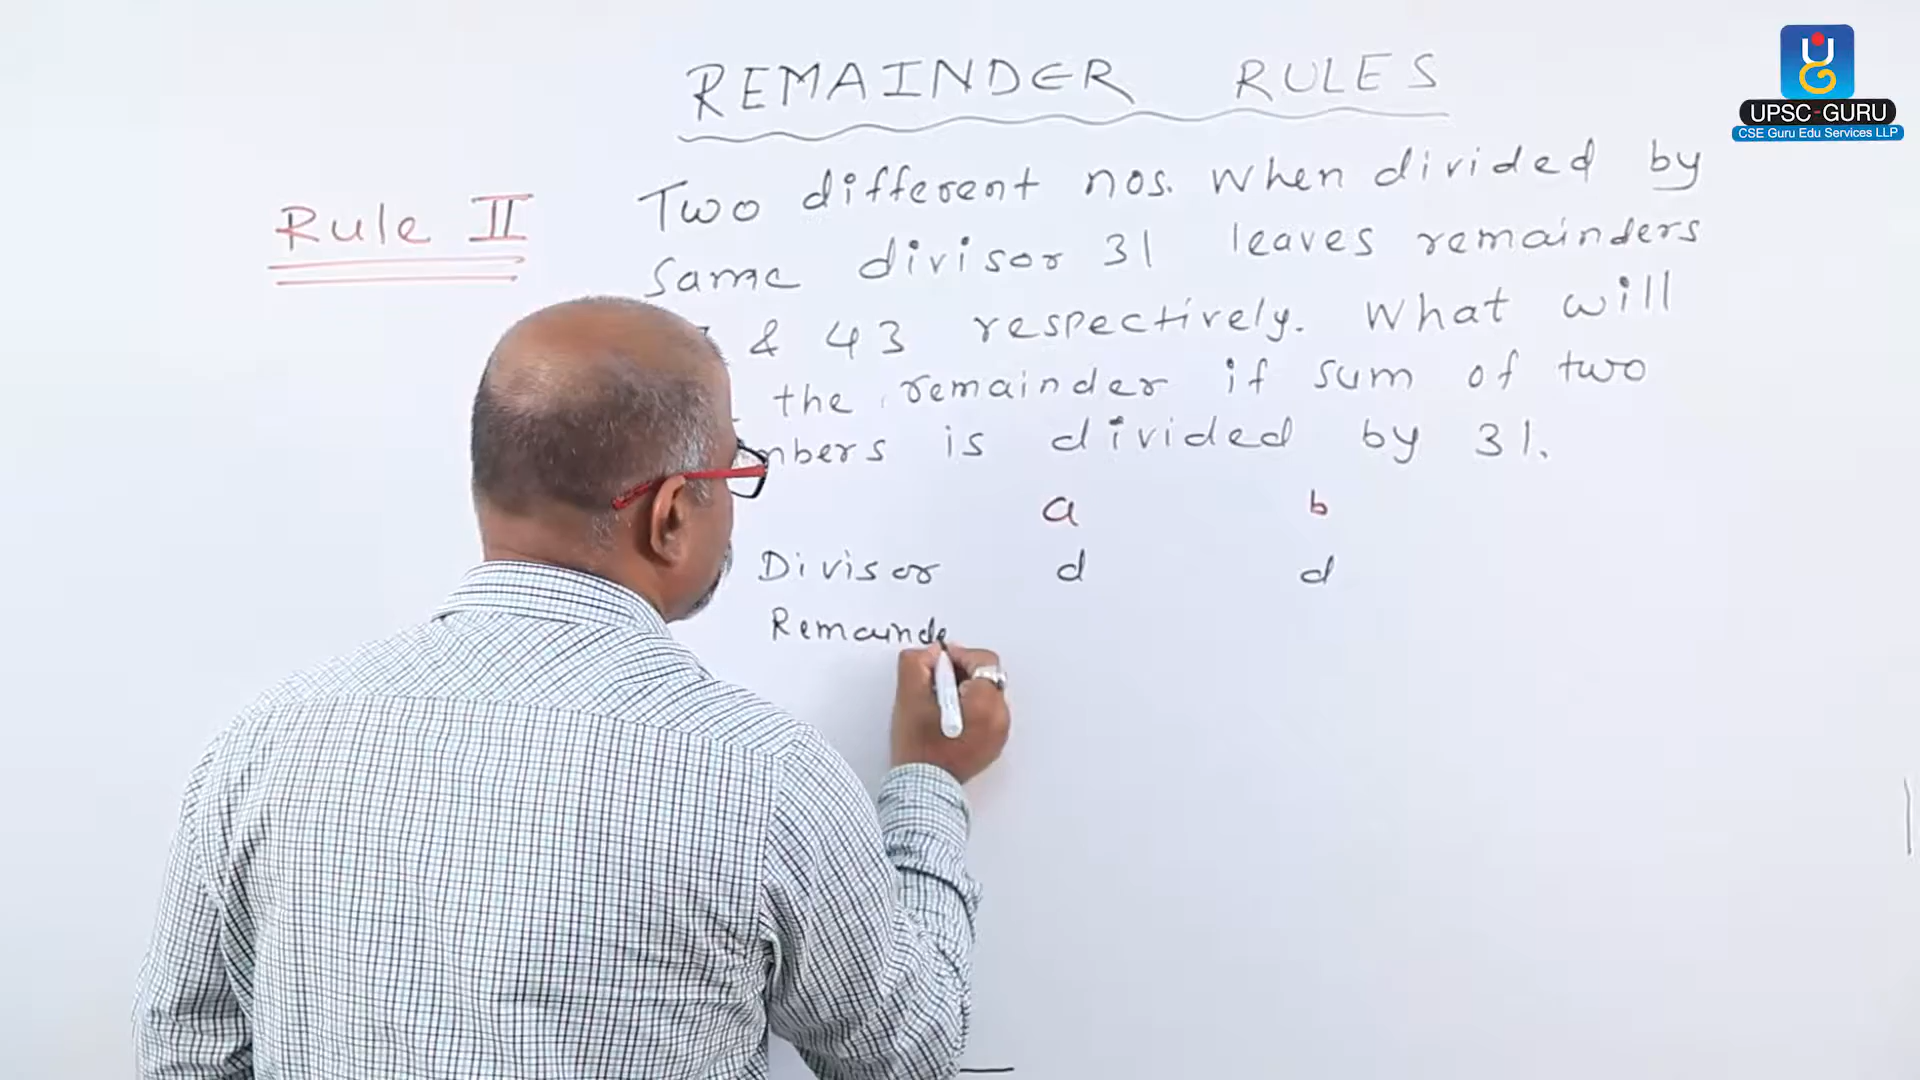 REMAINDER RULES
UPSC-GURU
CSE Guru Edu Services LLP
Rule II
Two different nos. When divided by
same divisor 31 leaves remainders
& 43 respectively. What will
the remainder if sum of two
mbers is divided by 31.
a b
Divisor d d
Remainde